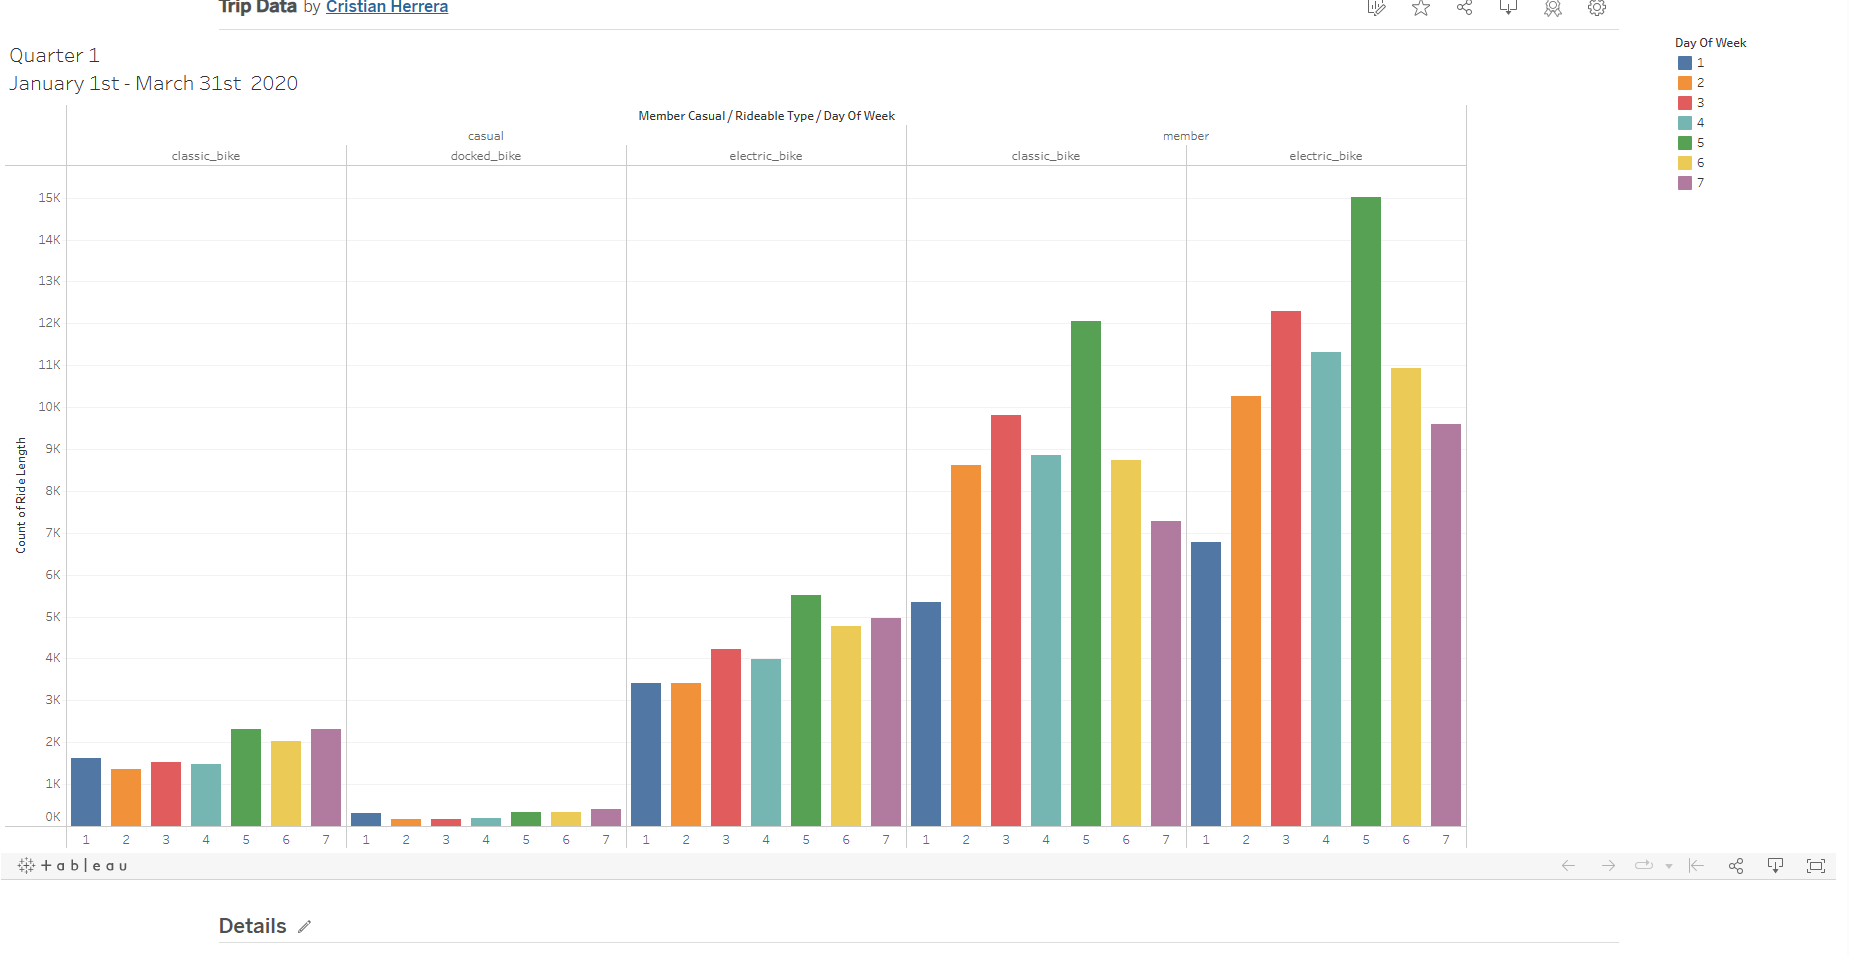 Trip Data by Cristian Herrera
Quarter 1
January 1st - March 31st 2020
Day Of Week
1
2
3
4
5
6
7
Member Casual / Rideable Type / Day Of Week
casual member
classic_bike docked_bike electric_bike classic_bike electric_bike
15K
14K
13K
12K
11K
10K
9K
8K
7K
6K
5K
4K
3K
2K
1K
0K
Count of Ride Length
1 2 3 4 5 6 7 1 2 3 4 5 6 7 1 2 3 4 5 6 7 1 2 3 4 5 6 7 1 2 3 4 5 6 7
+ableau
Details